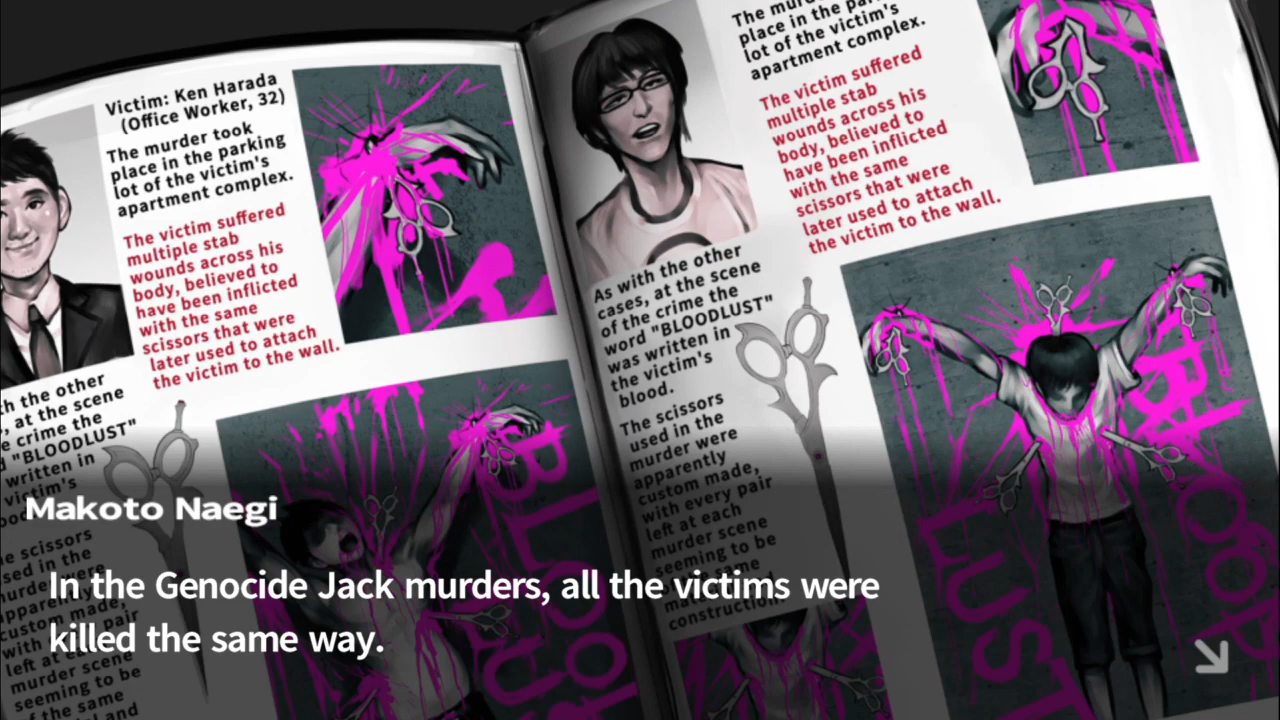 Victim: Ken Harada
(Office Worker, 32)
The murder took
place in the parking
lot of the victim's
apartment complex.
The victim suffered
multiple stab
wounds across his
body, believed to
have been inflicted
with the same
scissors that were
later used to attach
the victim to the wall.
the other
, at the scene
crime the
"BLOODLUST"
written in
victim's
scissors
used in the
custom made,
with pair
left at
murder scene
seeming to be
of the same
and
BLOOD
The murder
place in the
lot of the victim's
apartment complex.
The victim suffered
multiple stab
wounds across his
body, believed to
have been inflicted
with the same
scissors that were
later used to attach
the victim to the wall.
As with the other
cases, at the scene
of the crime the
word "BLOODLUST"
was written in
the victim's
blood.
The scissors
used in the
murder were
apparently
custom made,
with every pair
left at each
murder scene
seeming to be
same
construction.
BLOOD
LUST
Makoto Naegi
In the Genocide Jack murders, all the victims were
killed the same way.